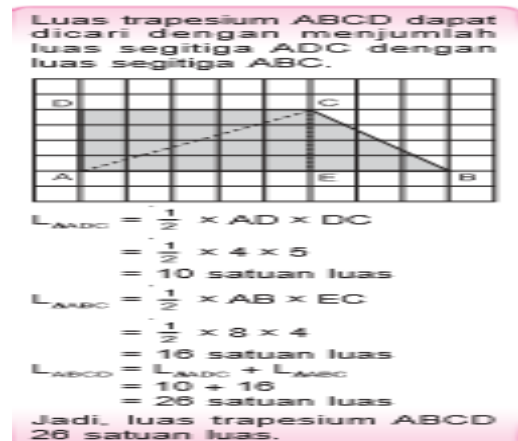 Luas trapesium ABCD dapat
dicari dengan menjumlah
luas segitiga ADC dengan
luas segitiga ABC.
D C
A E B
L△ADC = 1/2 × AD × DC
= 1/2 × 4 × 5
= 10 satuan luas
L△ABC = 1/2 × AB × EC
= 1/2 × 8 × 4
= 16 satuan luas
LABCD = L△ADC + L△ABC
= 10 + 16
= 26 satuan luas
Jadi, luas trapesium ABCD
26 satuan luas.